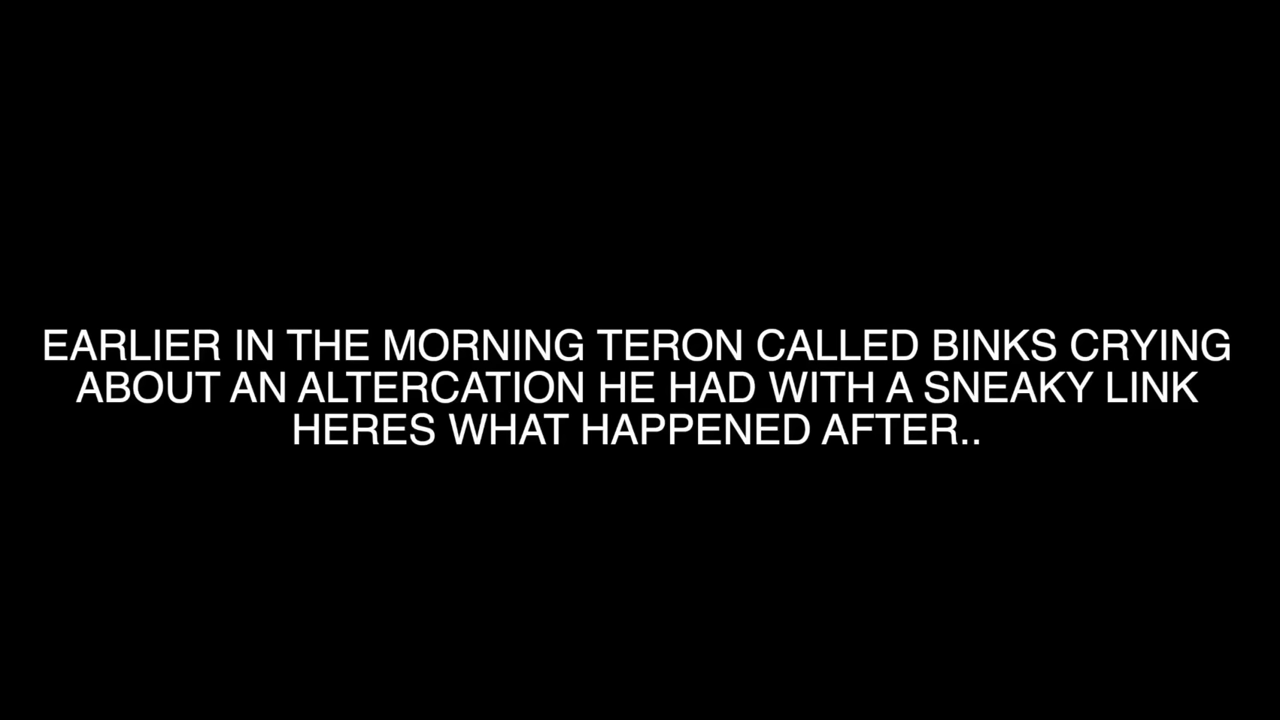 EARLIER IN THE MORNING TERON CALLED BINKS CRYING
ABOUT AN ALTERCATION HE HAD WITH A SNEAKY LINK
HERES WHAT HAPPENED AFTER..